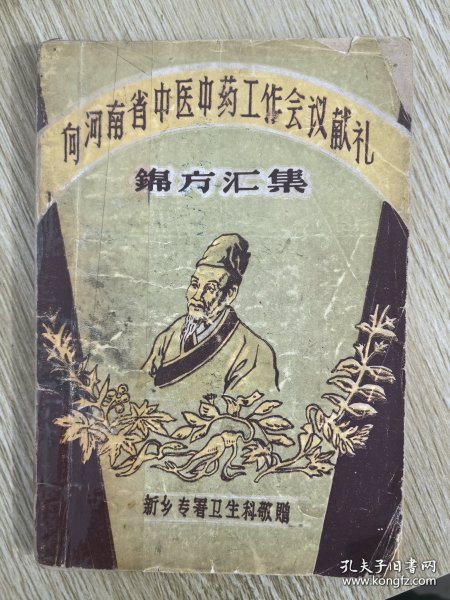 向河南省中医中药工作会议献礼
錦方汇集
新乡专署卫生科敬赠
孔夫子旧书网
www.kongfz.com